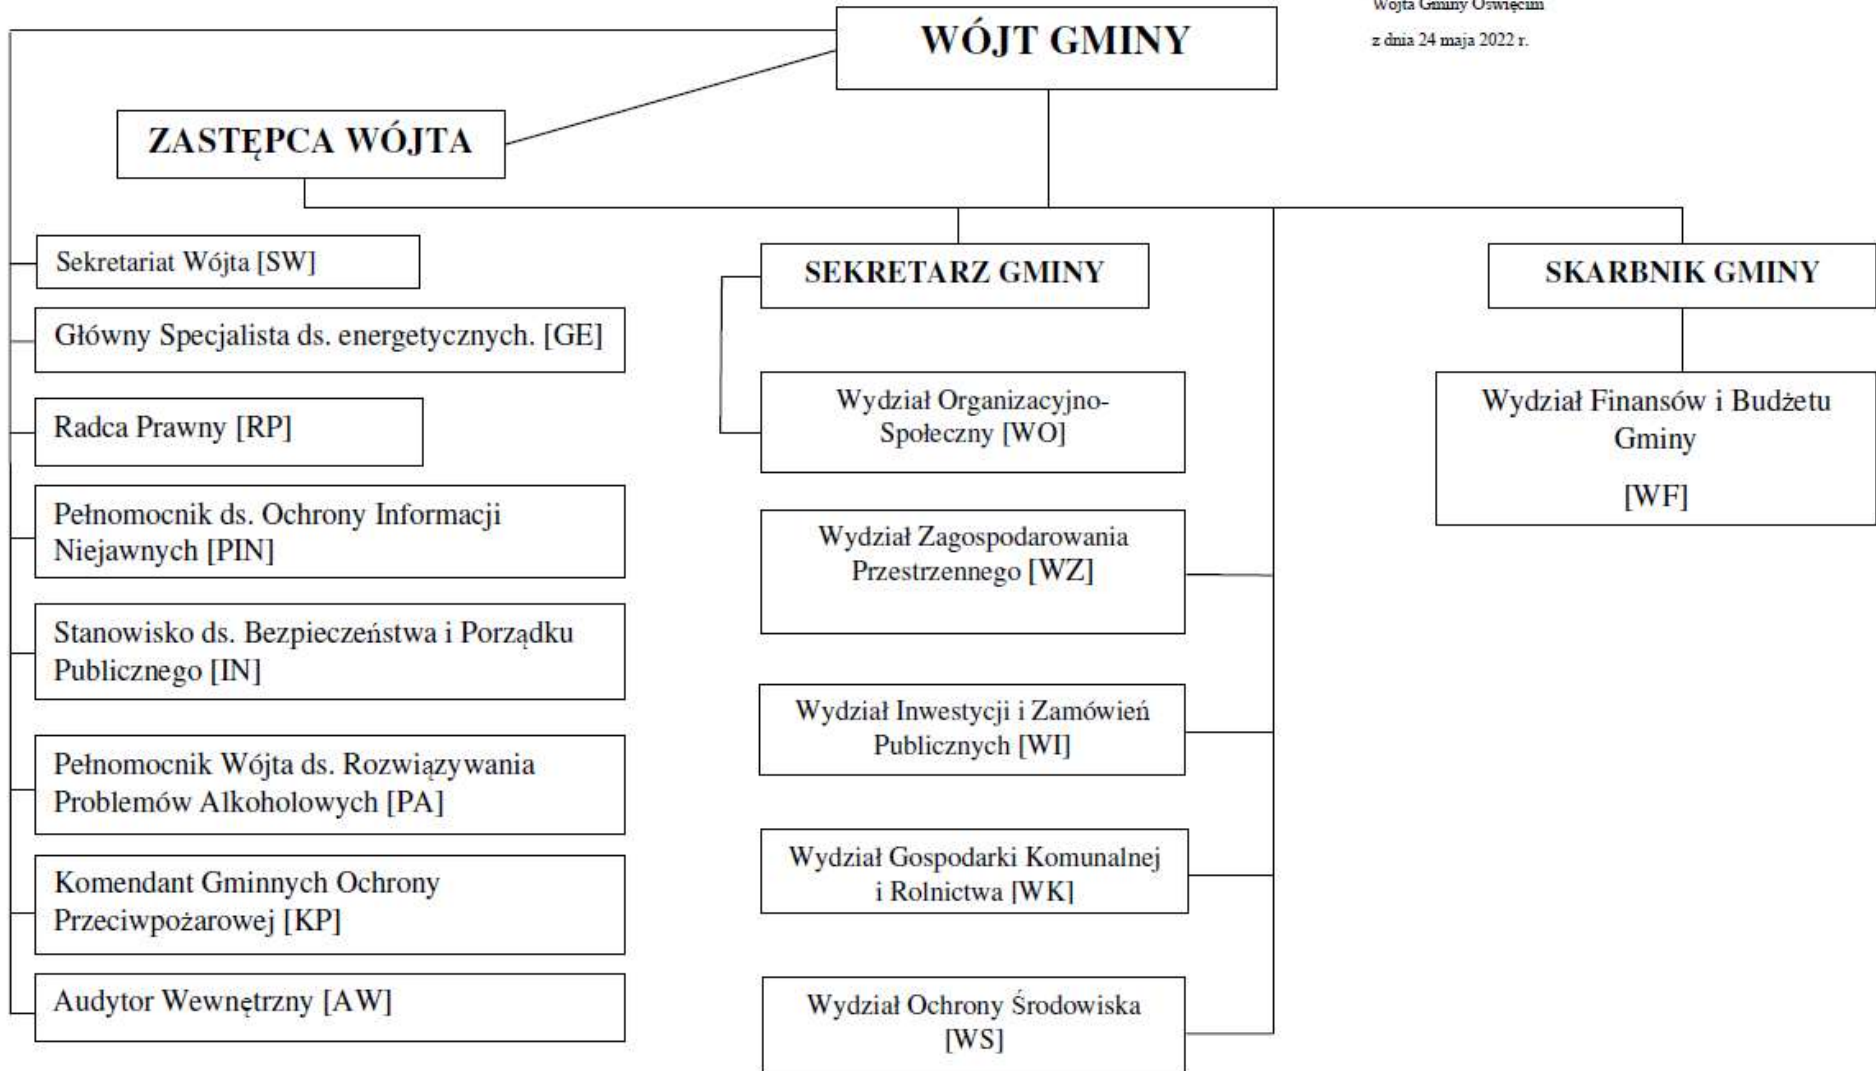 Wójta Gminy Oświęcim
z dnia 24 maja 2022 r.
WÓJT GMINY
ZASTĘPCA WÓJTA
Sekretariat Wójta [SW]
Główny Specjalista ds. energetycznych. [GE]
Radca Prawny [RP]
Pełnomocnik ds. Ochrony Informacji
Niejawnych [PIN]
Stanowisko ds. Bezpieczeństwa i Porządku
Publicznego [IN]
Pełnomocnik Wójta ds. Rozwiązywania
Problemów Alkoholowych [PA]
Komendant Gminnych Ochrony
Przeciwpożarowej [KP]
Audytor Wewnętrzny [AW]
SEKRETARZ GMINY
Wydział Organizacyjno-
Społeczny [WO]
Wydział Zagospodarowania
Przestrzennego [WZ]
Wydział Inwestycji i Zamówień
Publicznych [WI]
Wydział Gospodarki Komunalnej
i Rolnictwa [WK]
Wydział Ochrony Środowiska
[WS]
SKARBNIK GMINY
Wydział Finansów i Budżetu
Gminy
[WF]